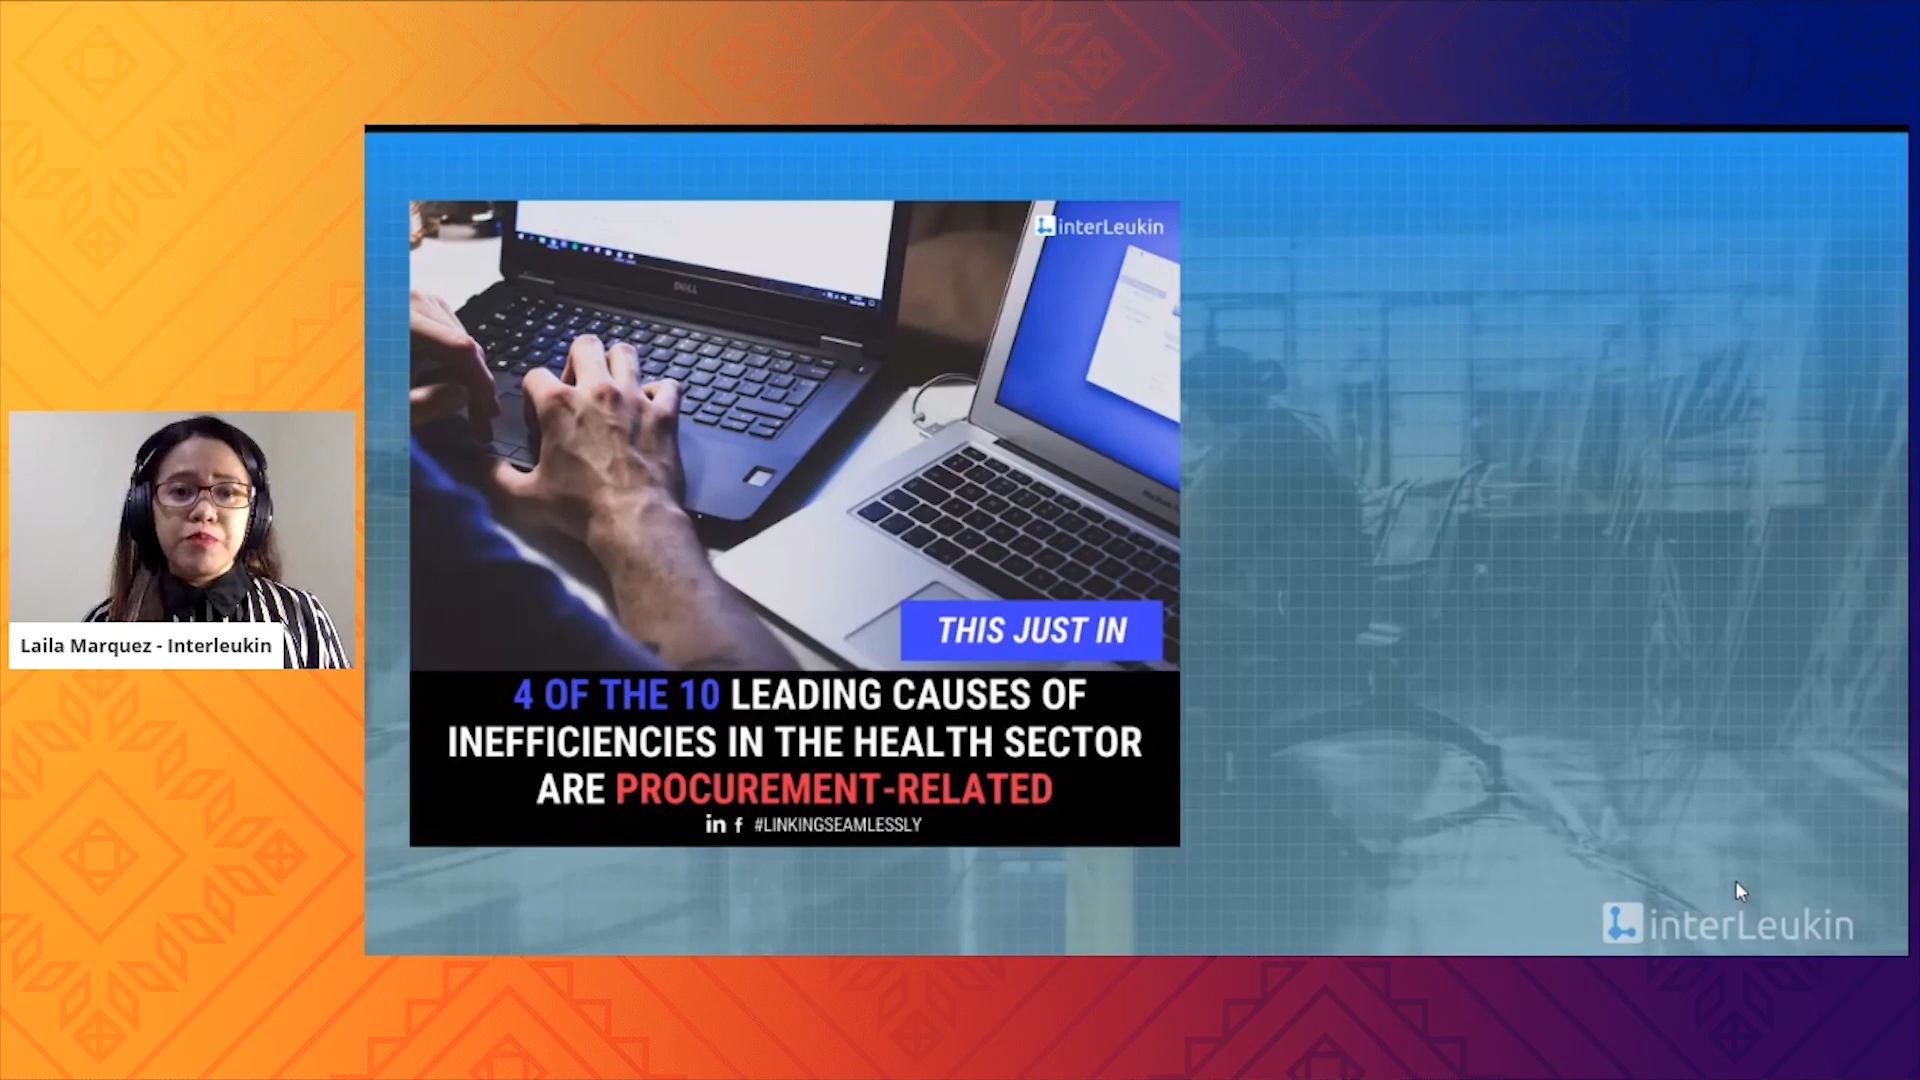 interLeukin
DELL
THIS JUST IN
4 OF THE 10 LEADING CAUSES OF
INEFFICIENCIES IN THE HEALTH SECTOR
ARE PROCUREMENT-RELATED
in f #LINKINGSEAMLESSLY
Laila Marquez - Interleukin
interLeukin